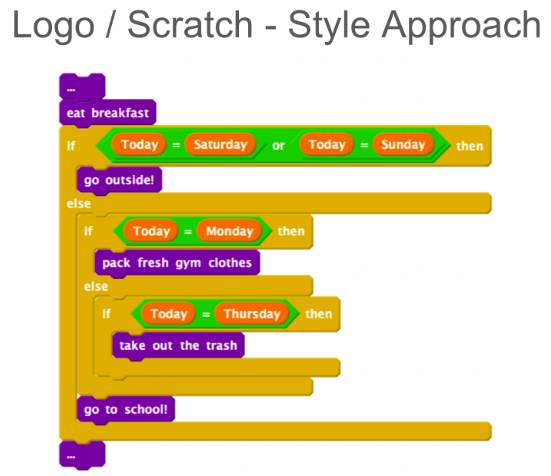 Logo / Scratch - Style Approach
...
eat breakfast
if Today = Saturday or Today = Sunday then
go outside!
else
if Today = Monday then
pack fresh gym clothes
else
if Today = Thursday then
take out the trash
go to school!
...